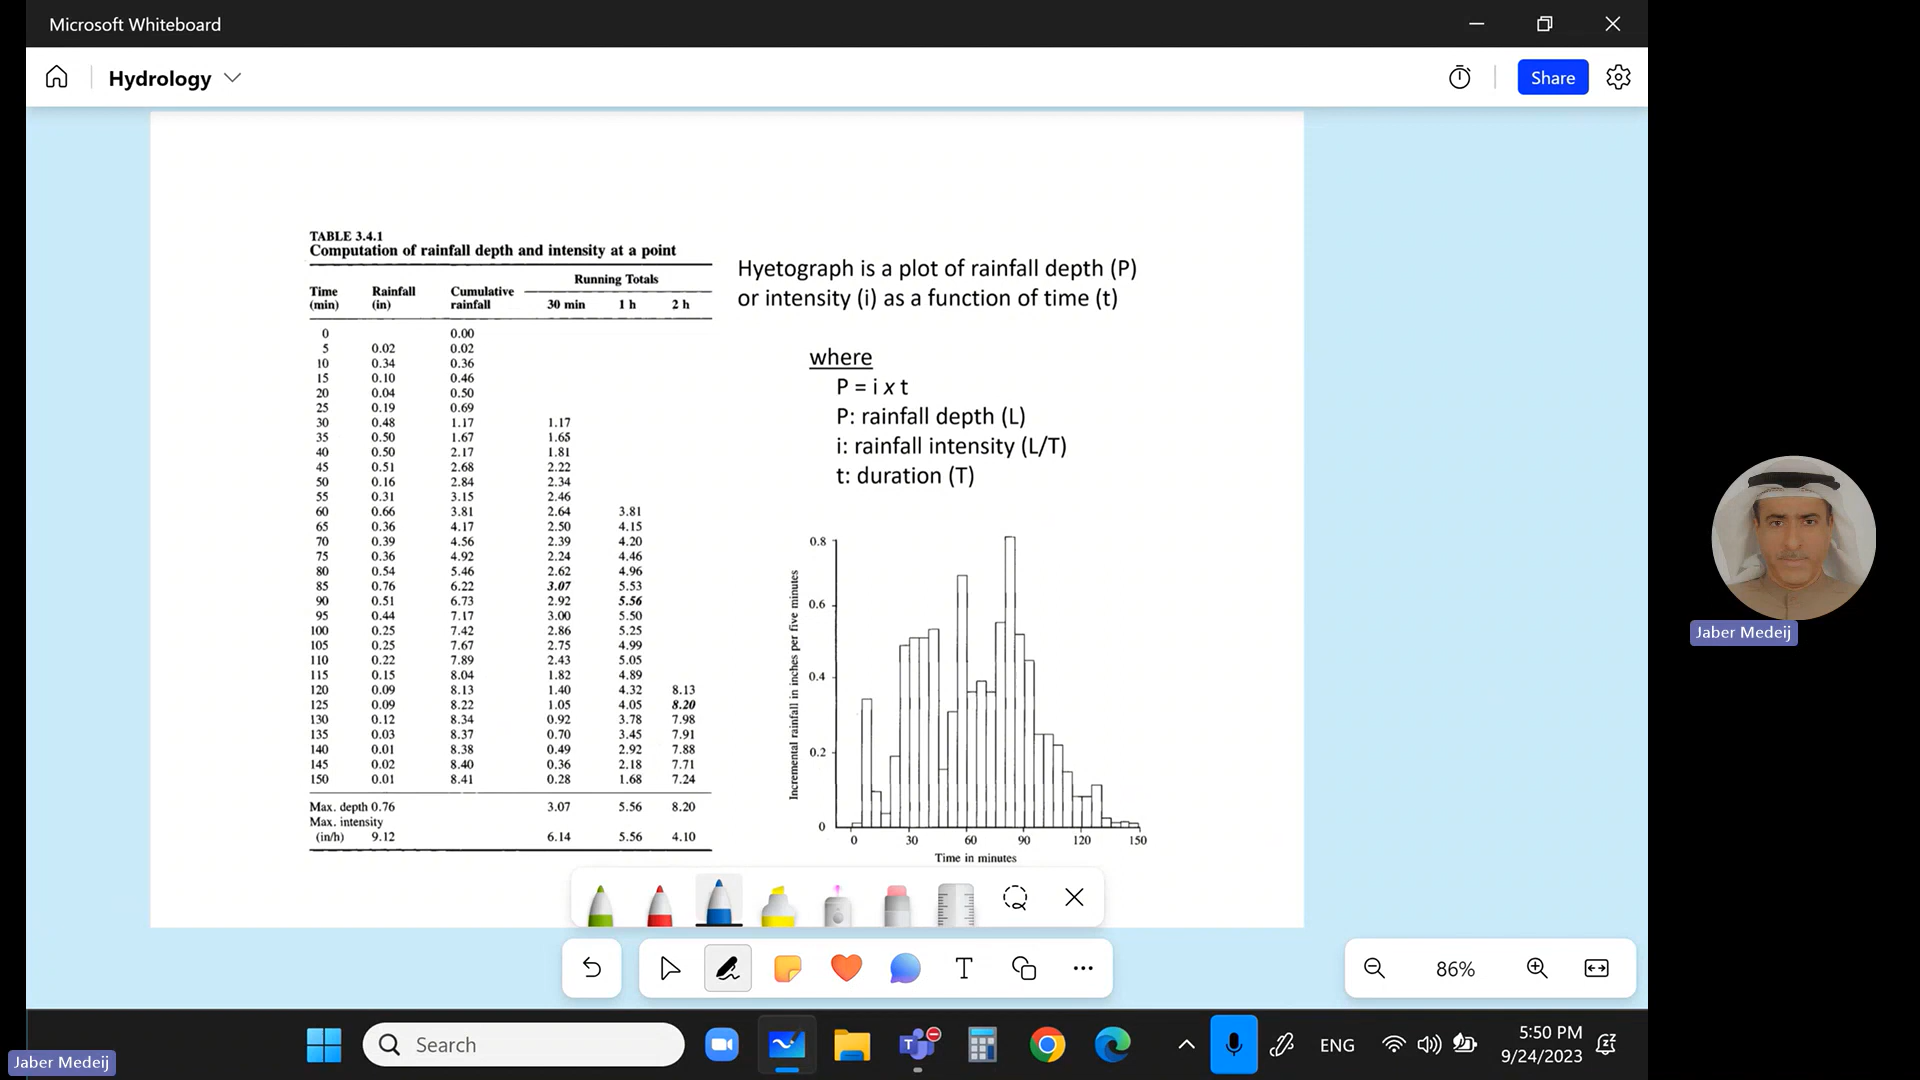 Microsoft Whiteboard
Hydrology
Share
TABLE 3.4.1
Computation of rainfall depth and intensity at a point
Running Totals
Time (min) Rainfall (in) Cumulative rainfall 30 min 1 h 2 h
0 0.00
5 0.02 0.02
10 0.34 0.36
15 0.10 0.46
20 0.04 0.50
25 0.19 0.69
30 0.48 1.17 1.17
35 0.50 1.67 1.65
40 0.50 2.17 1.81
45 0.51 2.68 2.22
50 0.16 2.84 2.34
55 0.31 3.15 2.46
60 0.66 3.81 2.64 3.81
65 0.36 4.17 2.50 4.15
70 0.39 4.56 2.39 4.20
75 0.36 4.92 2.24 4.46
80 0.54 5.46 2.62 4.96
85 0.76 6.22 3.07 5.53
90 0.51 6.73 2.92 5.56
95 0.44 7.17 3.00 5.50
100 0.25 7.42 2.86 5.25
105 0.25 7.67 2.75 4.99
110 0.22 7.89 2.43 5.05
115 0.15 8.04 1.82 4.89
120 0.09 8.13 1.40 4.32 8.13
125 0.09 8.22 1.05 4.05 8.20
130 0.12 8.34 0.92 3.78 7.98
135 0.03 8.37 0.70 3.45 7.91
140 0.01 8.38 0.49 2.92 7.88
145 0.02 8.40 0.36 2.18 7.71
150 0.01 8.41 0.28 1.68 7.24
Max. depth 0.76 3.07 5.56 8.20
Max. intensity
(in/h) 9.12 6.14 5.56 4.10
Hyetograph is a plot of rainfall depth (P)
or intensity (i) as a function of time (t)
where
P = i x t
P: rainfall depth (L)
i: rainfall intensity (L/T)
t: duration (T)
Incremental rainfall in inches per five minutes
0.8
0.6
0.4
0.2
0
0 30 60 90 120 150
Time in minutes
T
86%
Search
T
ENG
5:50 PM
9/24/2023
Jaber Medeij
Jaber Medeij